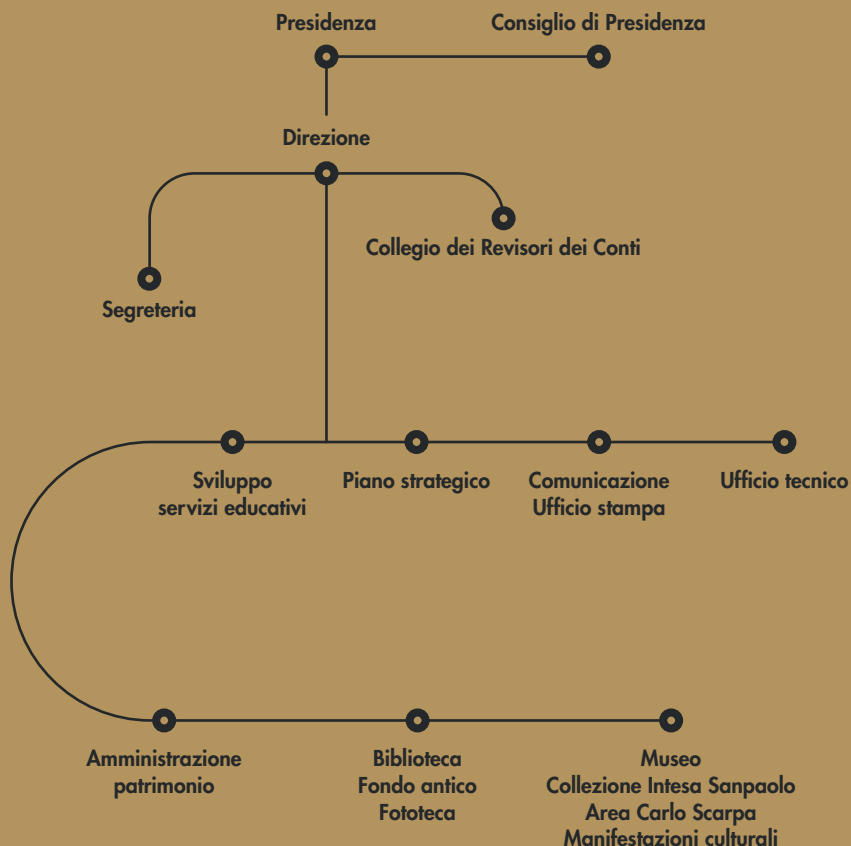 Presidenza
Consiglio di Presidenza
Direzione
Collegio dei Revisori dei Conti
Segreteria
Sviluppo
servizi educativi
Piano strategico
Comunicazione
Ufficio stampa
Ufficio tecnico
Amministrazione
patrimonio
Biblioteca
Fondo antico
Fototeca
Museo
Collezione Intesa Sanpaolo
Area Carlo Scarpa
Manifestazioni culturali